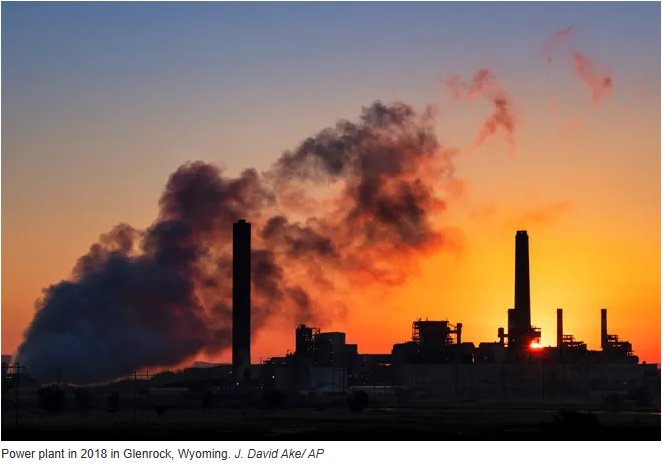 Power plant in 2018 in Glenrock, Wyoming. J. David Ake/ AP